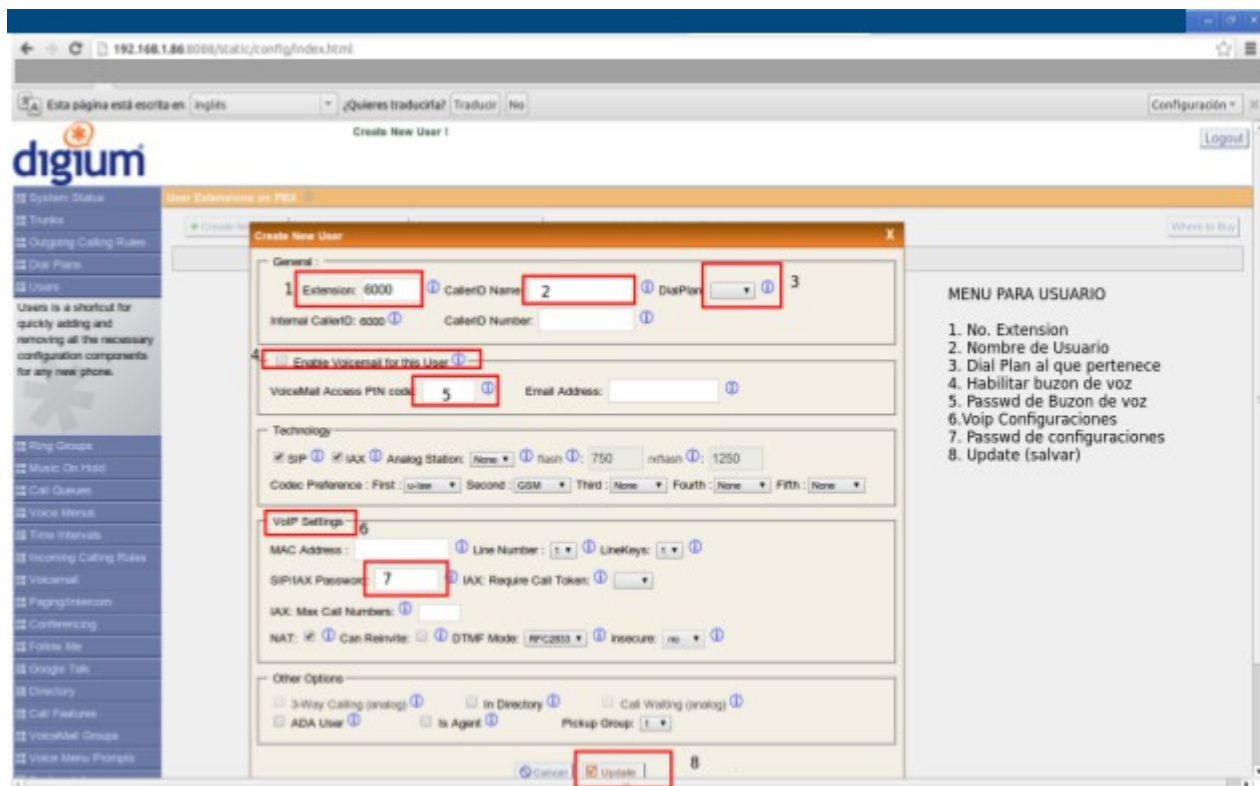 192.168.1.86:8088/static/config/index.html
Esta página está escrita en inglés ¿Quieres traducirla? Traducir No Configuración
Create New User !
Logout
digium
System Status
Trunks
Outgoing Calling Rules
Dial Plans
Users
Users is a shortcut for
quickly adding and
removing all the necessary
configuration components
for any new phone.
Ring Groups
Music On Hold
Call Queues
Voice Menus
Time Intervals
Incoming Calling Rules
Voicemail
Paging/Intercom
Conferencing
Follow Me
Google Talk
Directory
Call Features
VoiceMail Groups
Voice Menu Prompts
User Extensions on PBX
Create
Where to Buy
Create New User X
General :
1 Extension: 6000 CallerID Name: 2 DialPlan: 3
Internal CallerID: 6000 CallerID Number:
4 Enable Voicemail for this User
VoiceMail Access PIN code: 5 Email Address:
Technology
SIP IAX Analog Station: None flash : 750 rxflash : 1250
Codec Preference : First : u-law Second : GSM Third : None Fourth : None Fifth : None
VoIP Settings 6
MAC Address : Line Number : 1 LineKeys: 1
SIP/IAX Password: 7 IAX: Require Call Token:
IAX: Max Call Numbers:
NAT: Can Reinvite: DTMF Mode: RFC2833 insecure: no
Other Options
3-Way Calling (analog) In Directory Call Waiting (analog)
ADA User Is Agent Pickup Group: 1
Cancel Update 8
MENU PARA USUARIO
1. No. Extension
2. Nombre de Usuario
3. Dial Plan al que pertenece
4. Habilitar buzon de voz
5. Passwd de Buzon de voz
6.Voip Configuraciones
7. Passwd de configuraciones
8. Update (salvar)